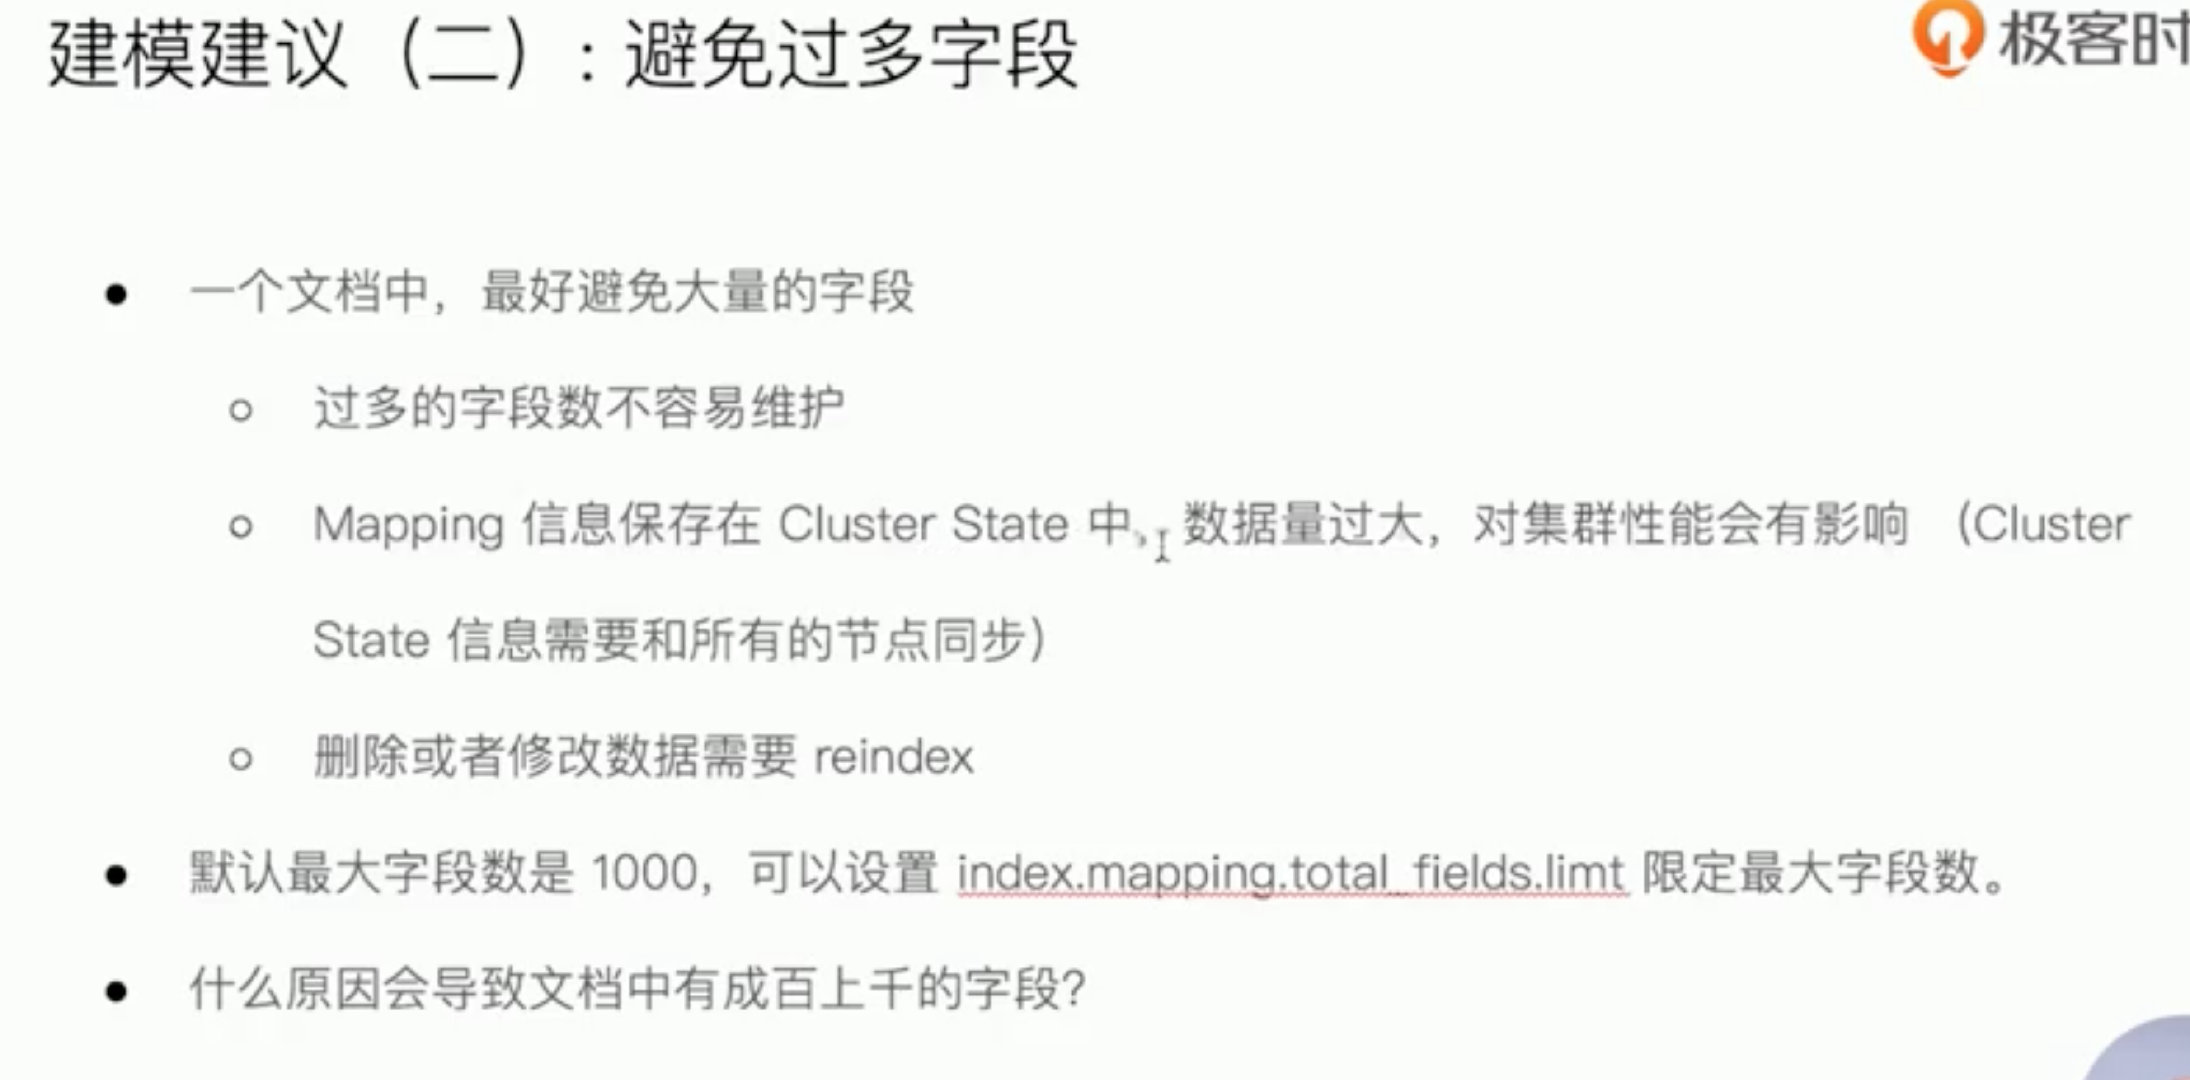 建模建议（二）：避免过多字段
极客时
● 一个文档中，最好避免大量的字段
○ 过多的字段数不容易维护
○ Mapping 信息保存在 Cluster State 中，数据量过大，对集群性能会有影响 （Cluster
State 信息需要和所有的节点同步）
○ 删除或者修改数据需要 reindex
● 默认最大字段数是 1000，可以设置 index.mapping.total_fields.limt 限定最大字段数。
● 什么原因会导致文档中有成百上千的字段？